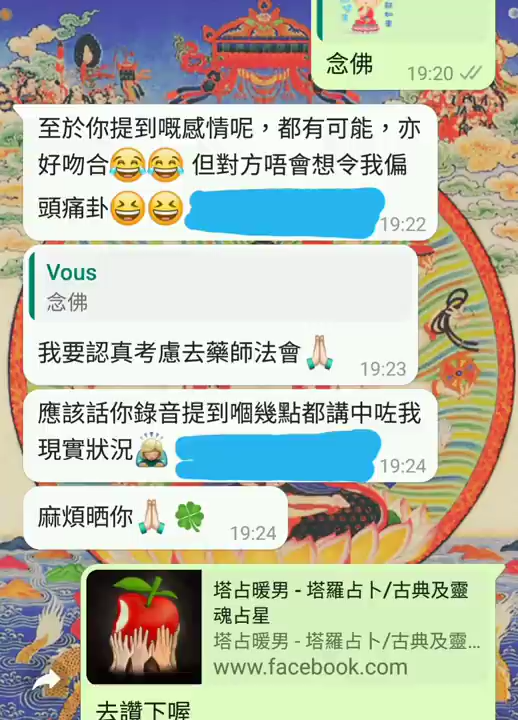 念佛
19:20
至於你提到嘅感情呢，都有可能，亦
好吻合😂😂 但對方唔會想令我偏
頭痛卦😆😆
19:22
Vous
念佛
我要認真考慮去藥師法會🙏🏻
19:23
應該話你錄音提到嗰幾點都講中咗我
現實狀況
19:24
麻煩晒你🙏🏻 🍀
19:24
塔占暖男 - 塔羅占卜/古典及靈
魂占星
塔占暖男 - 塔羅占卜/古典及靈...
www.facebook.com
去讚下喔